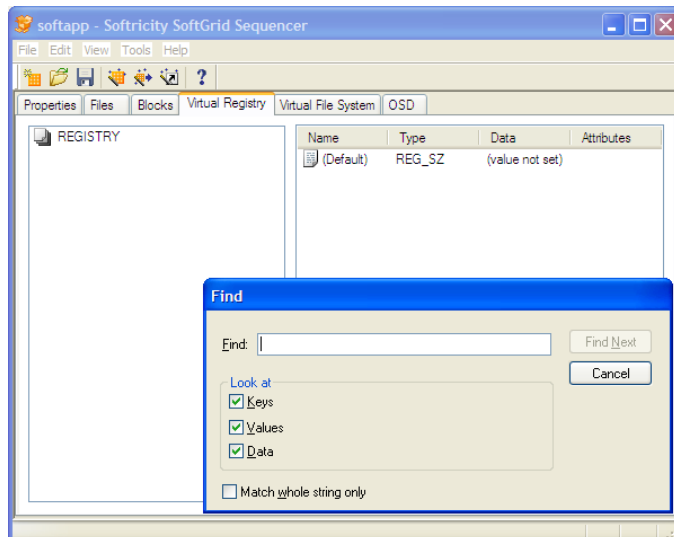 softapp - Softricity SoftGrid Sequencer
File Edit View Tools Help
?
Properties Files Blocks Virtual Registry Virtual File System OSD
REGISTRY
Name Type Data Attributes
(Default) REG_SZ (value not set)
Find
Find:
Find Next
Look at
Cancel
Keys
Values
Data
Match whole string only